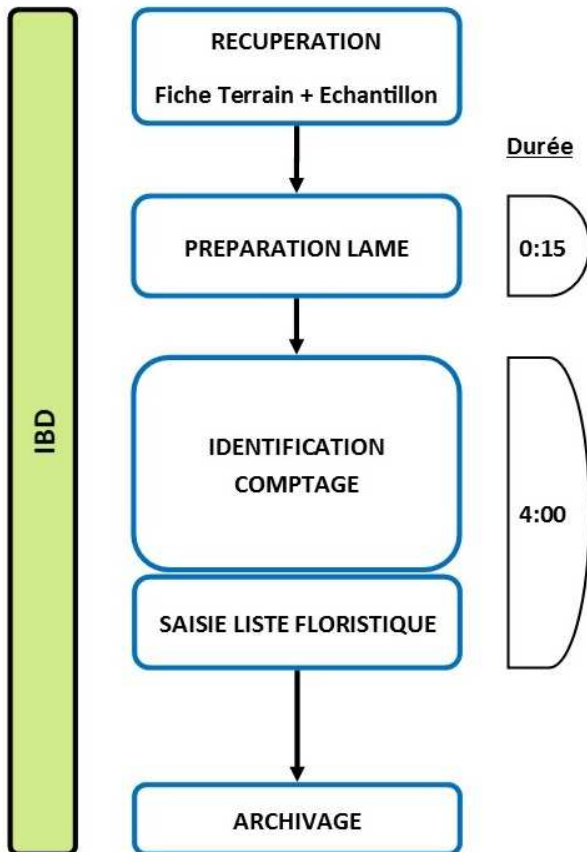 IBD
RECUPERATION
Fiche Terrain + Echantillon
Durée
PREPARATION LAME
0:15
IDENTIFICATION
COMPTAGE
4:00
SAISIE LISTE FLORISTIQUE
ARCHIVAGE